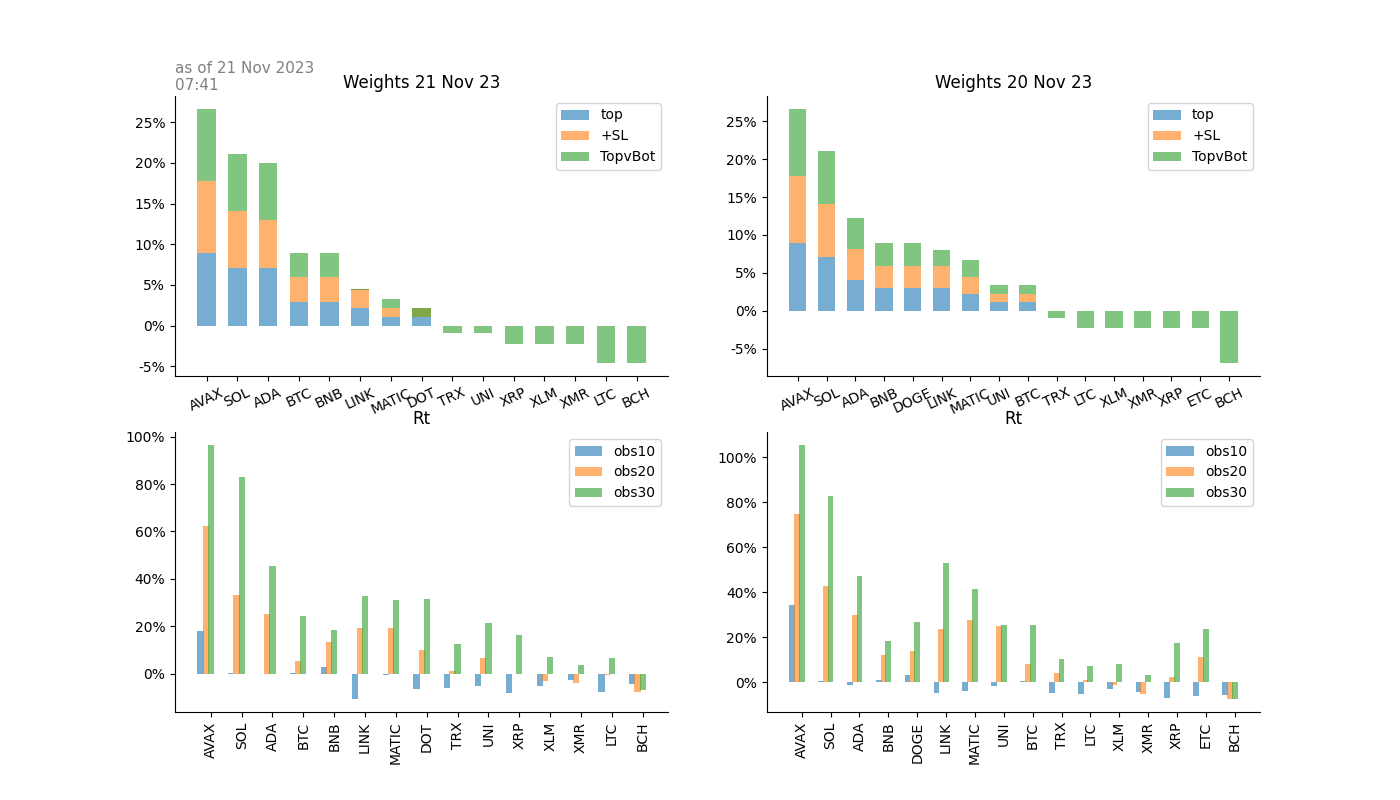 as of 21 Nov 2023
07:41
Weights 21 Nov 23
25%
20%
15%
10%
5%
0%
-5%
top
+SL
TopvBot
AVAX SOL ADA BTC BNB LINK MATIC DOT TRX UNI XRP XLM XMR LTC BCH
Weights 20 Nov 23
25%
20%
15%
10%
5%
0%
-5%
top
+SL
TopvBot
AVAX SOL ADA BNB DOGE LINK MATIC UNI BTC TRX LTC XLM XMR XRP ETC BCH
Rt
100%
80%
60%
40%
20%
0%
obs10
obs20
obs30
AVAX SOL ADA BTC BNB LINK MATIC DOT TRX UNI XRP XLM XMR LTC BCH
Rt
100%
80%
60%
40%
20%
0%
obs10
obs20
obs30
AVAX SOL ADA BNB DOGE LINK MATIC UNI BTC TRX LTC XLM XMR XRP ETC BCH